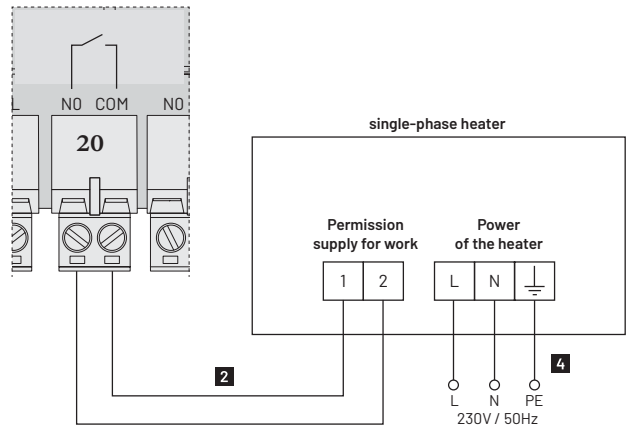 L NO COM NO
20
single-phase heater
Permission
supply for work
Power
of the heater
1 2 L N
2
4
L N PE
230V / 50Hz